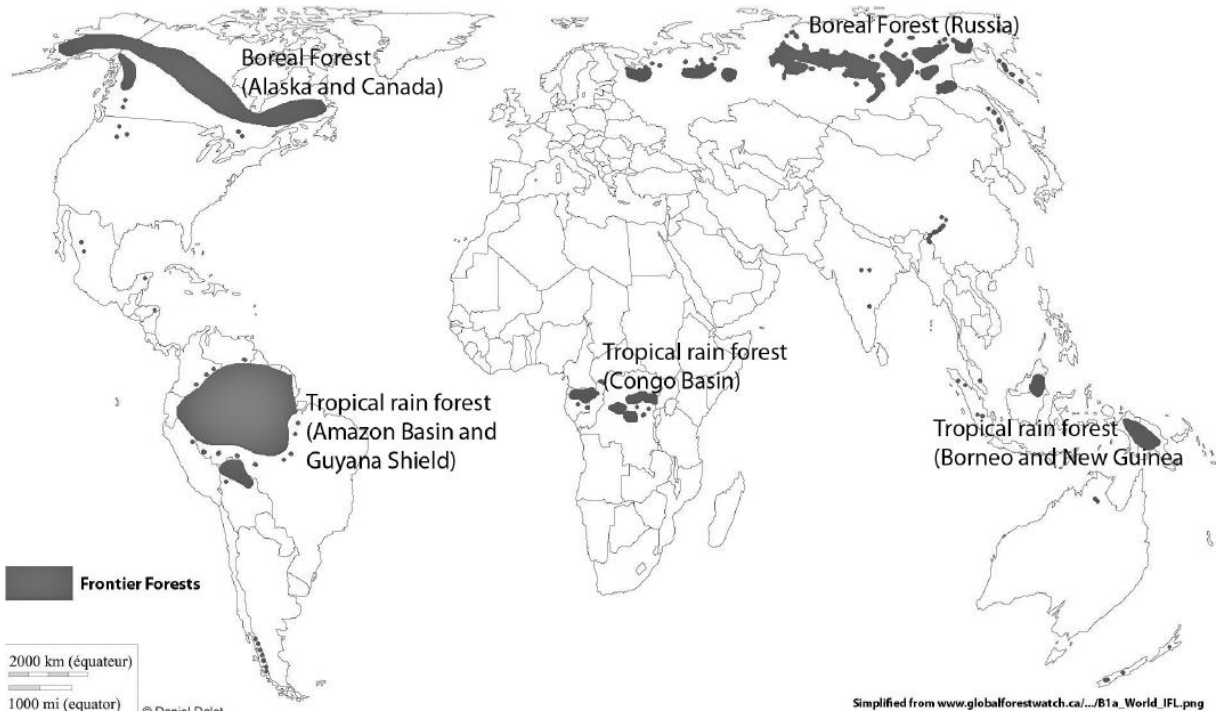 Boreal Forest (Russia)
Boreal Forest
(Alaska and Canada)
Tropical rain forest
(Congo Basin)
Tropical rain forest
(Amazon Basin and
Guyana Shield)
Tropical rain forest
(Borneo and New Guinea
Frontier Forests
2000 km (équateur)
1000 mi (equator)
© Daniel Dalet
Simplified from www.globalforestwatch.ca/.../B1a_World_IFL.png